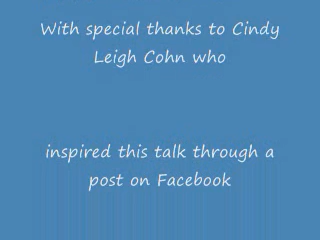 With special thanks to Cindy
Leigh Cohn who
inspired this talk through a
post on Facebook